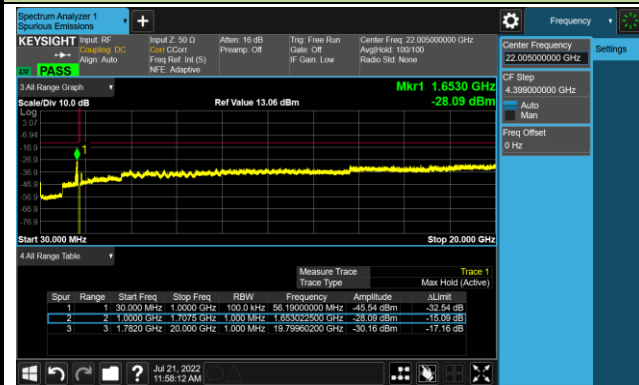 Spectrum Analyzer 1
Spurious Emissions
Frequency
KEYSIGHT
Input: RF
Coupling: DC
Align: Auto
Input Z: 50 Ω
Corr CCorr
Freq Ref: Int (S)
NFE: Adaptive
Atten: 16 dB
Preamp: Off
Trig: Free Run
Gate: Off
IF Gain: Low
Center Freq: 22.005000000 GHz
Avg|Hold: 100/100
Radio Std: None
PASS
Center Frequency
22.005000000 GHz
Settings
CF Step
4.399000000 GHz
Auto
Man
Freq Offset
0 Hz
3 All Range Graph
Mkr1 1.6530 GHz
-28.09 dBm
Scale/Div 10.0 dB
Ref Value 13.06 dBm
Log
3.07
-6.94
-16.9
-26.9
-36.9
-46.9
-56.9
-66.9
-76.9
1
Start 30.000 MHz
Stop 20.000 GHz
4 All Range Table
Measure Trace Trace 1
Trace Type Max Hold (Active)
Spur Range Start Freq Stop Freq RBW Frequency Amplitude ΔLimit
1 1 30.000 MHz 1.0000 GHz 100.0 kHz 56.19000000 MHz -45.54 dBm -32.54 dB
2 2 1.0000 GHz 1.7075 GHz 1.000 MHz 1.653022500 GHz -28.09 dBm -15.09 dB
3 3 1.7820 GHz 20.000 GHz 1.000 MHz 19.79960200 GHz -30.16 dBm -17.16 dB
?
Jul 21, 2022
11:58:12 AM